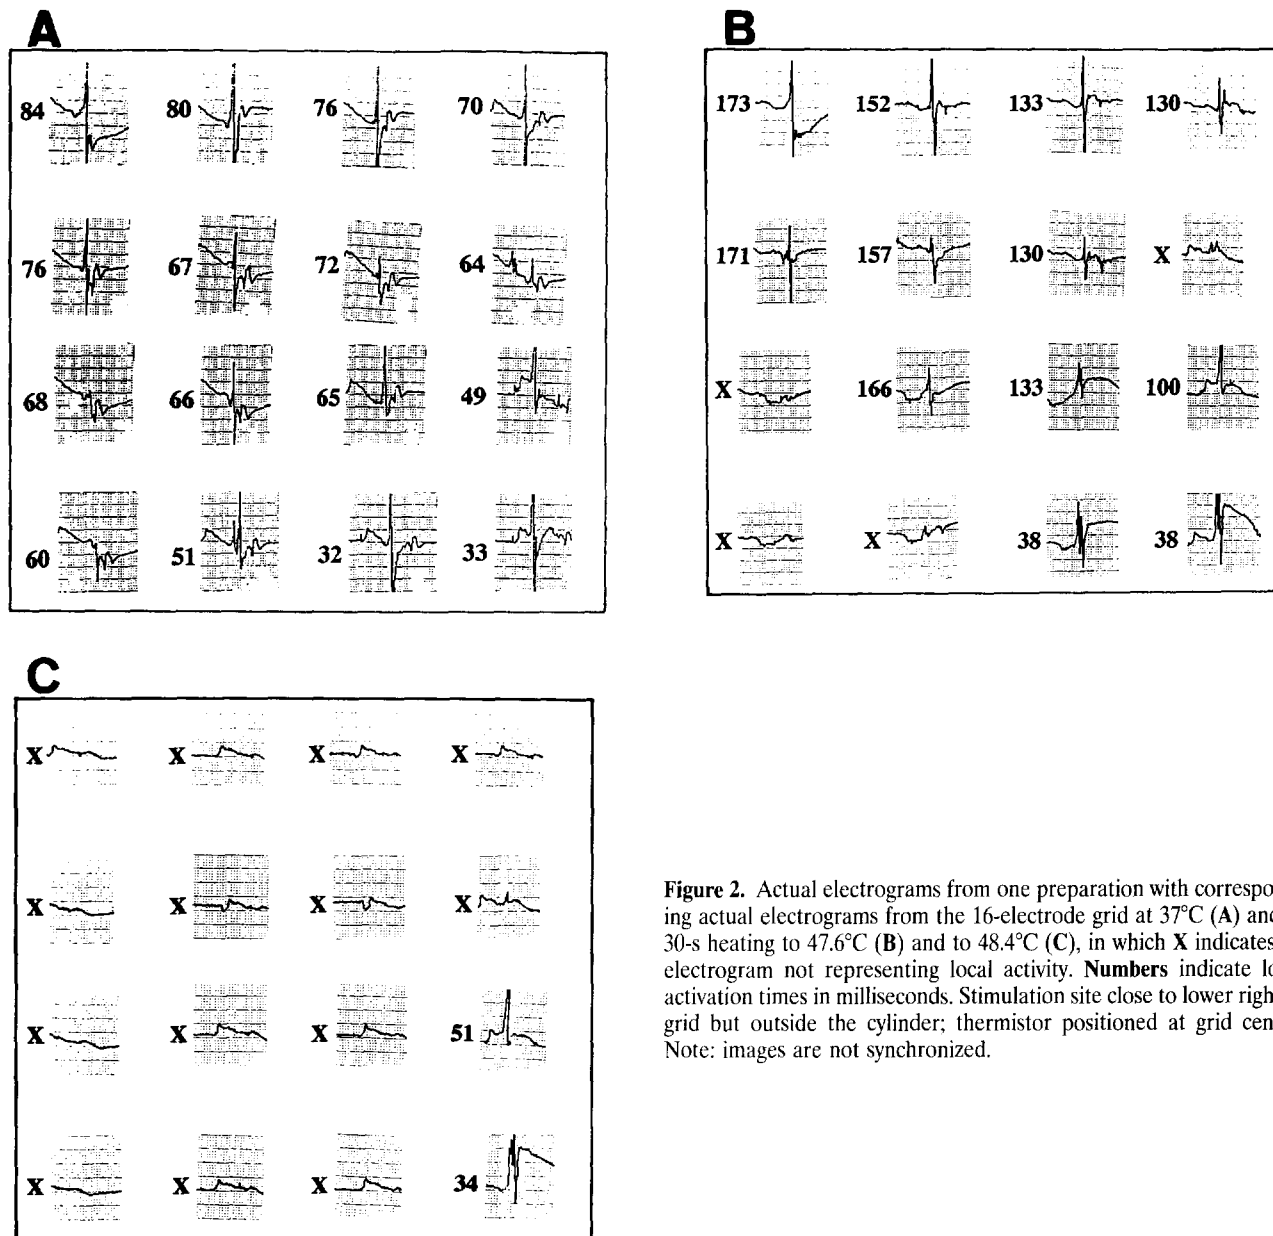 A
84 80 76 70
76 67 72 64
68 66 65 49
60 51 32 33
B
173 152 133 130
171 157 130 X
X 166 133 100
X X 38 38
C
X X X X
X X X X
X X X 51
X X X 34
Figure 2. Actual electrograms from one preparation with correspo
ing actual electrograms from the 16-electrode grid at 37°C (A) an
30-s heating to 47.6°C (B) and to 48.4°C (C), in which X indicates
electrogram not representing local activity. Numbers indicate lo
activation times in milliseconds. Stimulation site close to lower righ
grid but outside the cylinder; thermistor positioned at grid cen
Note: images are not synchronized.